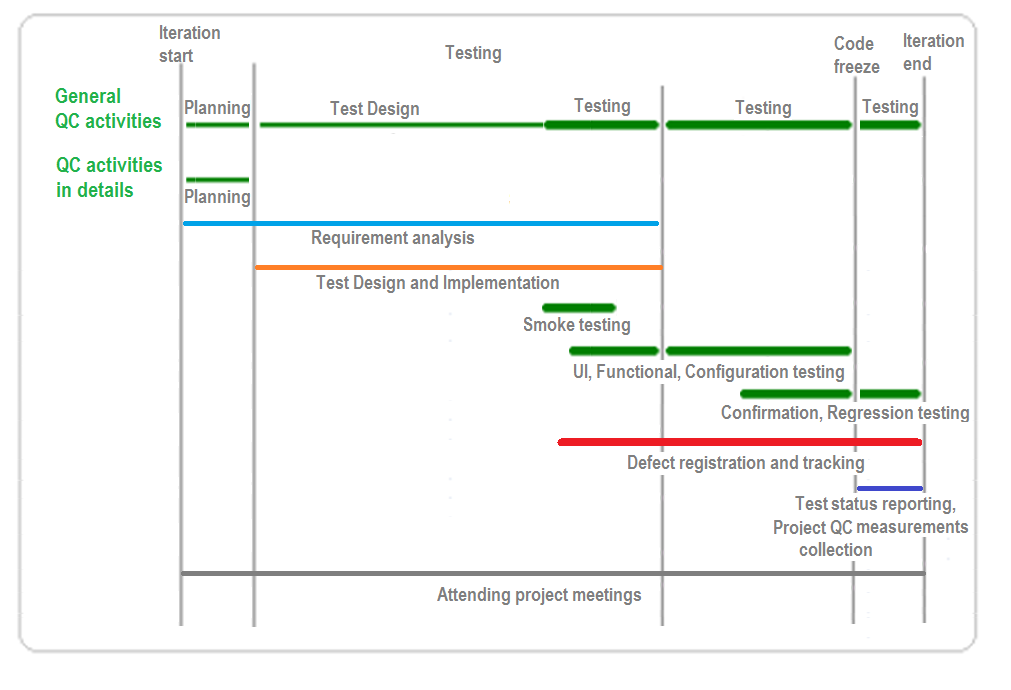 Iteration
start
Testing
Code
freeze
Iteration
end
General
QC activities
Planning
Test Design
Testing
Testing
Testing
QC activities
in details
Planning
Requirement analysis
Test Design and Implementation
Smoke testing
UI, Functional, Configuration testing
Confirmation, Regression testing
Defect registration and tracking
Test status reporting,
Project QC measurements
collection
Attending project meetings